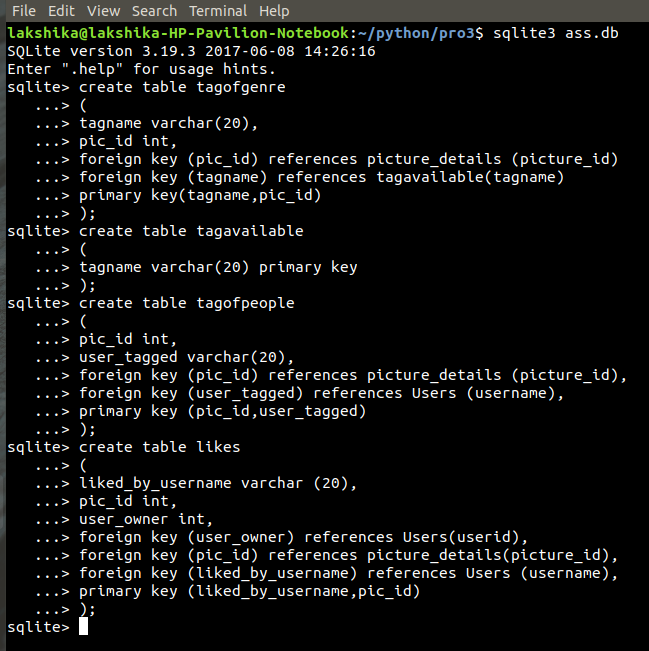 File Edit View Search Terminal Help
lakshika@lakshika-HP-Pavilion-Notebook:~/python/pro3$ sqlite3 ass.db
SQLite version 3.19.3 2017-06-08 14:26:16
Enter ".help" for usage hints.
sqlite> create table tagofgenre
   ...> (
   ...> tagname varchar(20),
   ...> pic_id int,
   ...> foreign key (pic_id) references picture_details (picture_id)
   ...> foreign key (tagname) references tagavailable(tagname)
   ...> primary key(tagname,pic_id)
   ...> );
sqlite> create table tagavailable
   ...> (
   ...> tagname varchar(20) primary key
   ...> );
sqlite> create table tagofpeople
   ...> (
   ...> pic_id int,
   ...> user_tagged varchar(20),
   ...> foreign key (pic_id) references picture_details (picture_id),
   ...> foreign key (user_tagged) references Users (username),
   ...> primary key (pic_id,user_tagged)
   ...> );
sqlite> create table likes
   ...> (
   ...> liked_by_username varchar (20),
   ...> pic_id int,
   ...> user_owner int,
   ...> foreign key (user_owner) references Users(userid),
   ...> foreign key (pic_id) references picture_details(picture_id),
   ...> foreign key (liked_by_username) references Users (username),
   ...> primary key (liked_by_username,pic_id)
   ...> );
sqlite>